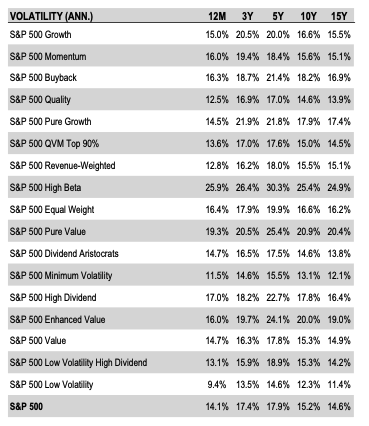 VOLATILITY (ANN.) 12M 3Y 5Y 10Y 15Y
S&P 500 Growth 15.0% 20.5% 20.0% 16.6% 15.5%
S&P 500 Momentum 16.0% 19.4% 18.4% 15.6% 15.1%
S&P 500 Buyback 16.3% 18.7% 21.4% 18.2% 16.9%
S&P 500 Quality 12.5% 16.9% 17.0% 14.6% 13.9%
S&P 500 Pure Growth 14.5% 21.9% 21.8% 17.9% 17.4%
S&P 500 QVM Top 90% 13.6% 17.0% 17.6% 15.0% 14.5%
S&P 500 Revenue-Weighted 12.8% 16.2% 18.0% 15.5% 15.1%
S&P 500 High Beta 25.9% 26.4% 30.3% 25.4% 24.9%
S&P 500 Equal Weight 16.4% 17.9% 19.9% 16.6% 16.2%
S&P 500 Pure Value 19.3% 20.5% 25.4% 20.9% 20.4%
S&P 500 Dividend Aristocrats 14.7% 16.5% 17.5% 14.6% 13.8%
S&P 500 Minimum Volatility 11.5% 14.6% 15.5% 13.1% 12.1%
S&P 500 High Dividend 17.0% 18.2% 22.7% 17.8% 16.4%
S&P 500 Enhanced Value 16.0% 19.7% 24.1% 20.0% 19.0%
S&P 500 Value 14.7% 16.3% 17.8% 15.3% 14.9%
S&P 500 Low Volatility High Dividend 13.1% 15.9% 18.9% 15.3% 14.2%
S&P 500 Low Volatility 9.4% 13.5% 14.6% 12.3% 11.4%
S&P 500 14.1% 17.4% 17.9% 15.2% 14.6%